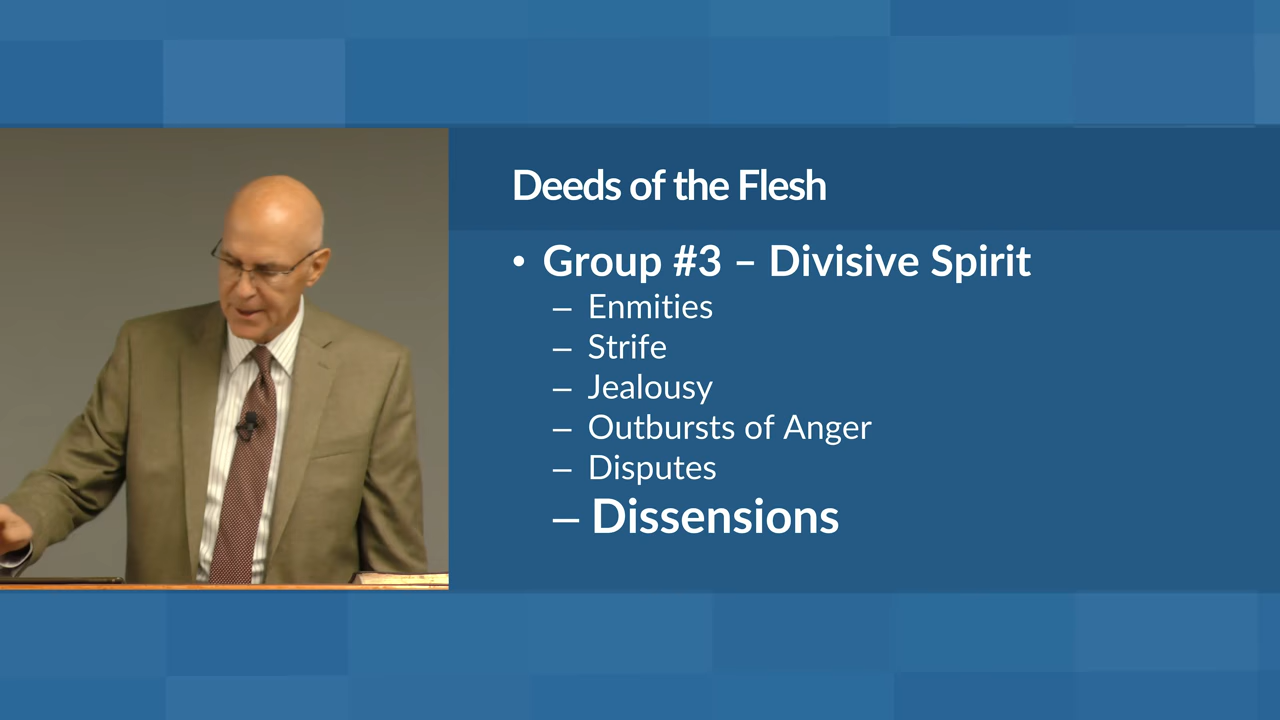 Deeds of the Flesh
• Group #3 – Divisive Spirit
– Enmities
– Strife
– Jealousy
– Outbursts of Anger
– Disputes
– Dissensions